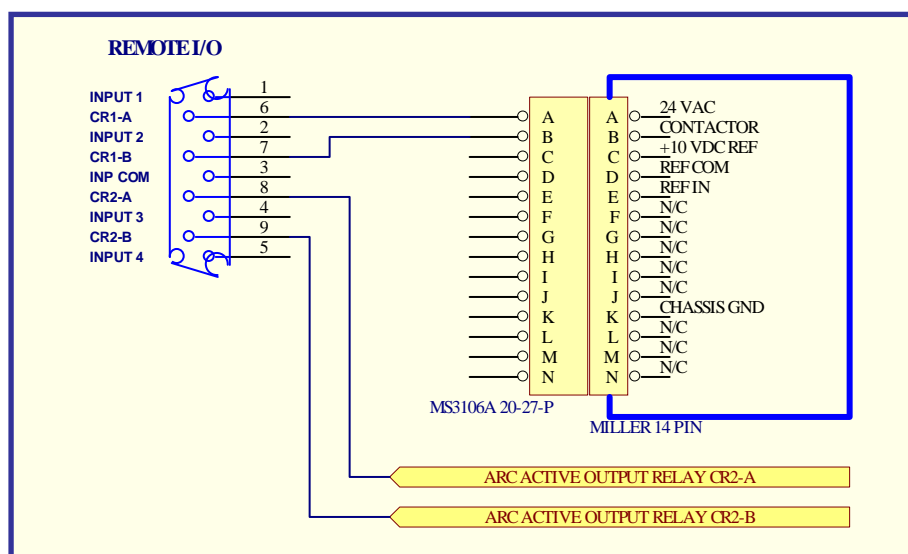 REMOTE I/O
INPUT 1
1
CR1-A
6
INPUT 2
2
CR1-B
7
INP COM
3
CR2-A
8
INPUT 3
4
CR2-B
9
INPUT 4
5
A A 24 VAC
B B CONTACTOR
C C +10 VDC REF
D D REF COM
E E REF IN
F F N/C
G G N/C
H H N/C
I I N/C
J J N/C
K K CHASSIS GND
L L N/C
M M N/C
N N N/C
MS3106A 20-27-P
MILLER 14 PIN
ARC ACTIVE OUTPUT RELAY CR2-A
ARC ACTIVE OUTPUT RELAY CR2-B